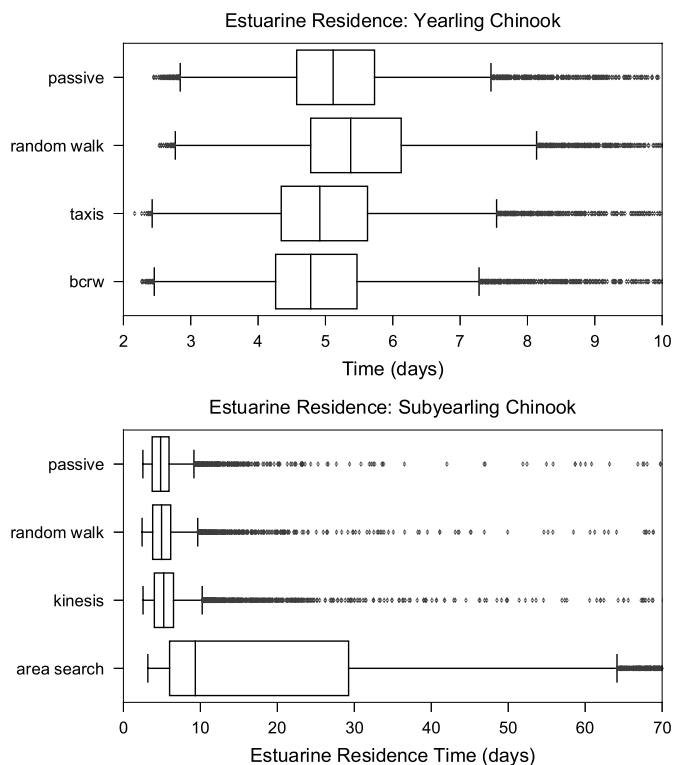 Estuarine Residence: Yearling Chinook
passive
random walk
taxis
bcrw
2 3 4 5 6 7 8 9 10
Time (days)
Estuarine Residence: Subyearling Chinook
passive
random walk
kinesis
area search
0 10 20 30 40 50 60 70
Estuarine Residence Time (days)